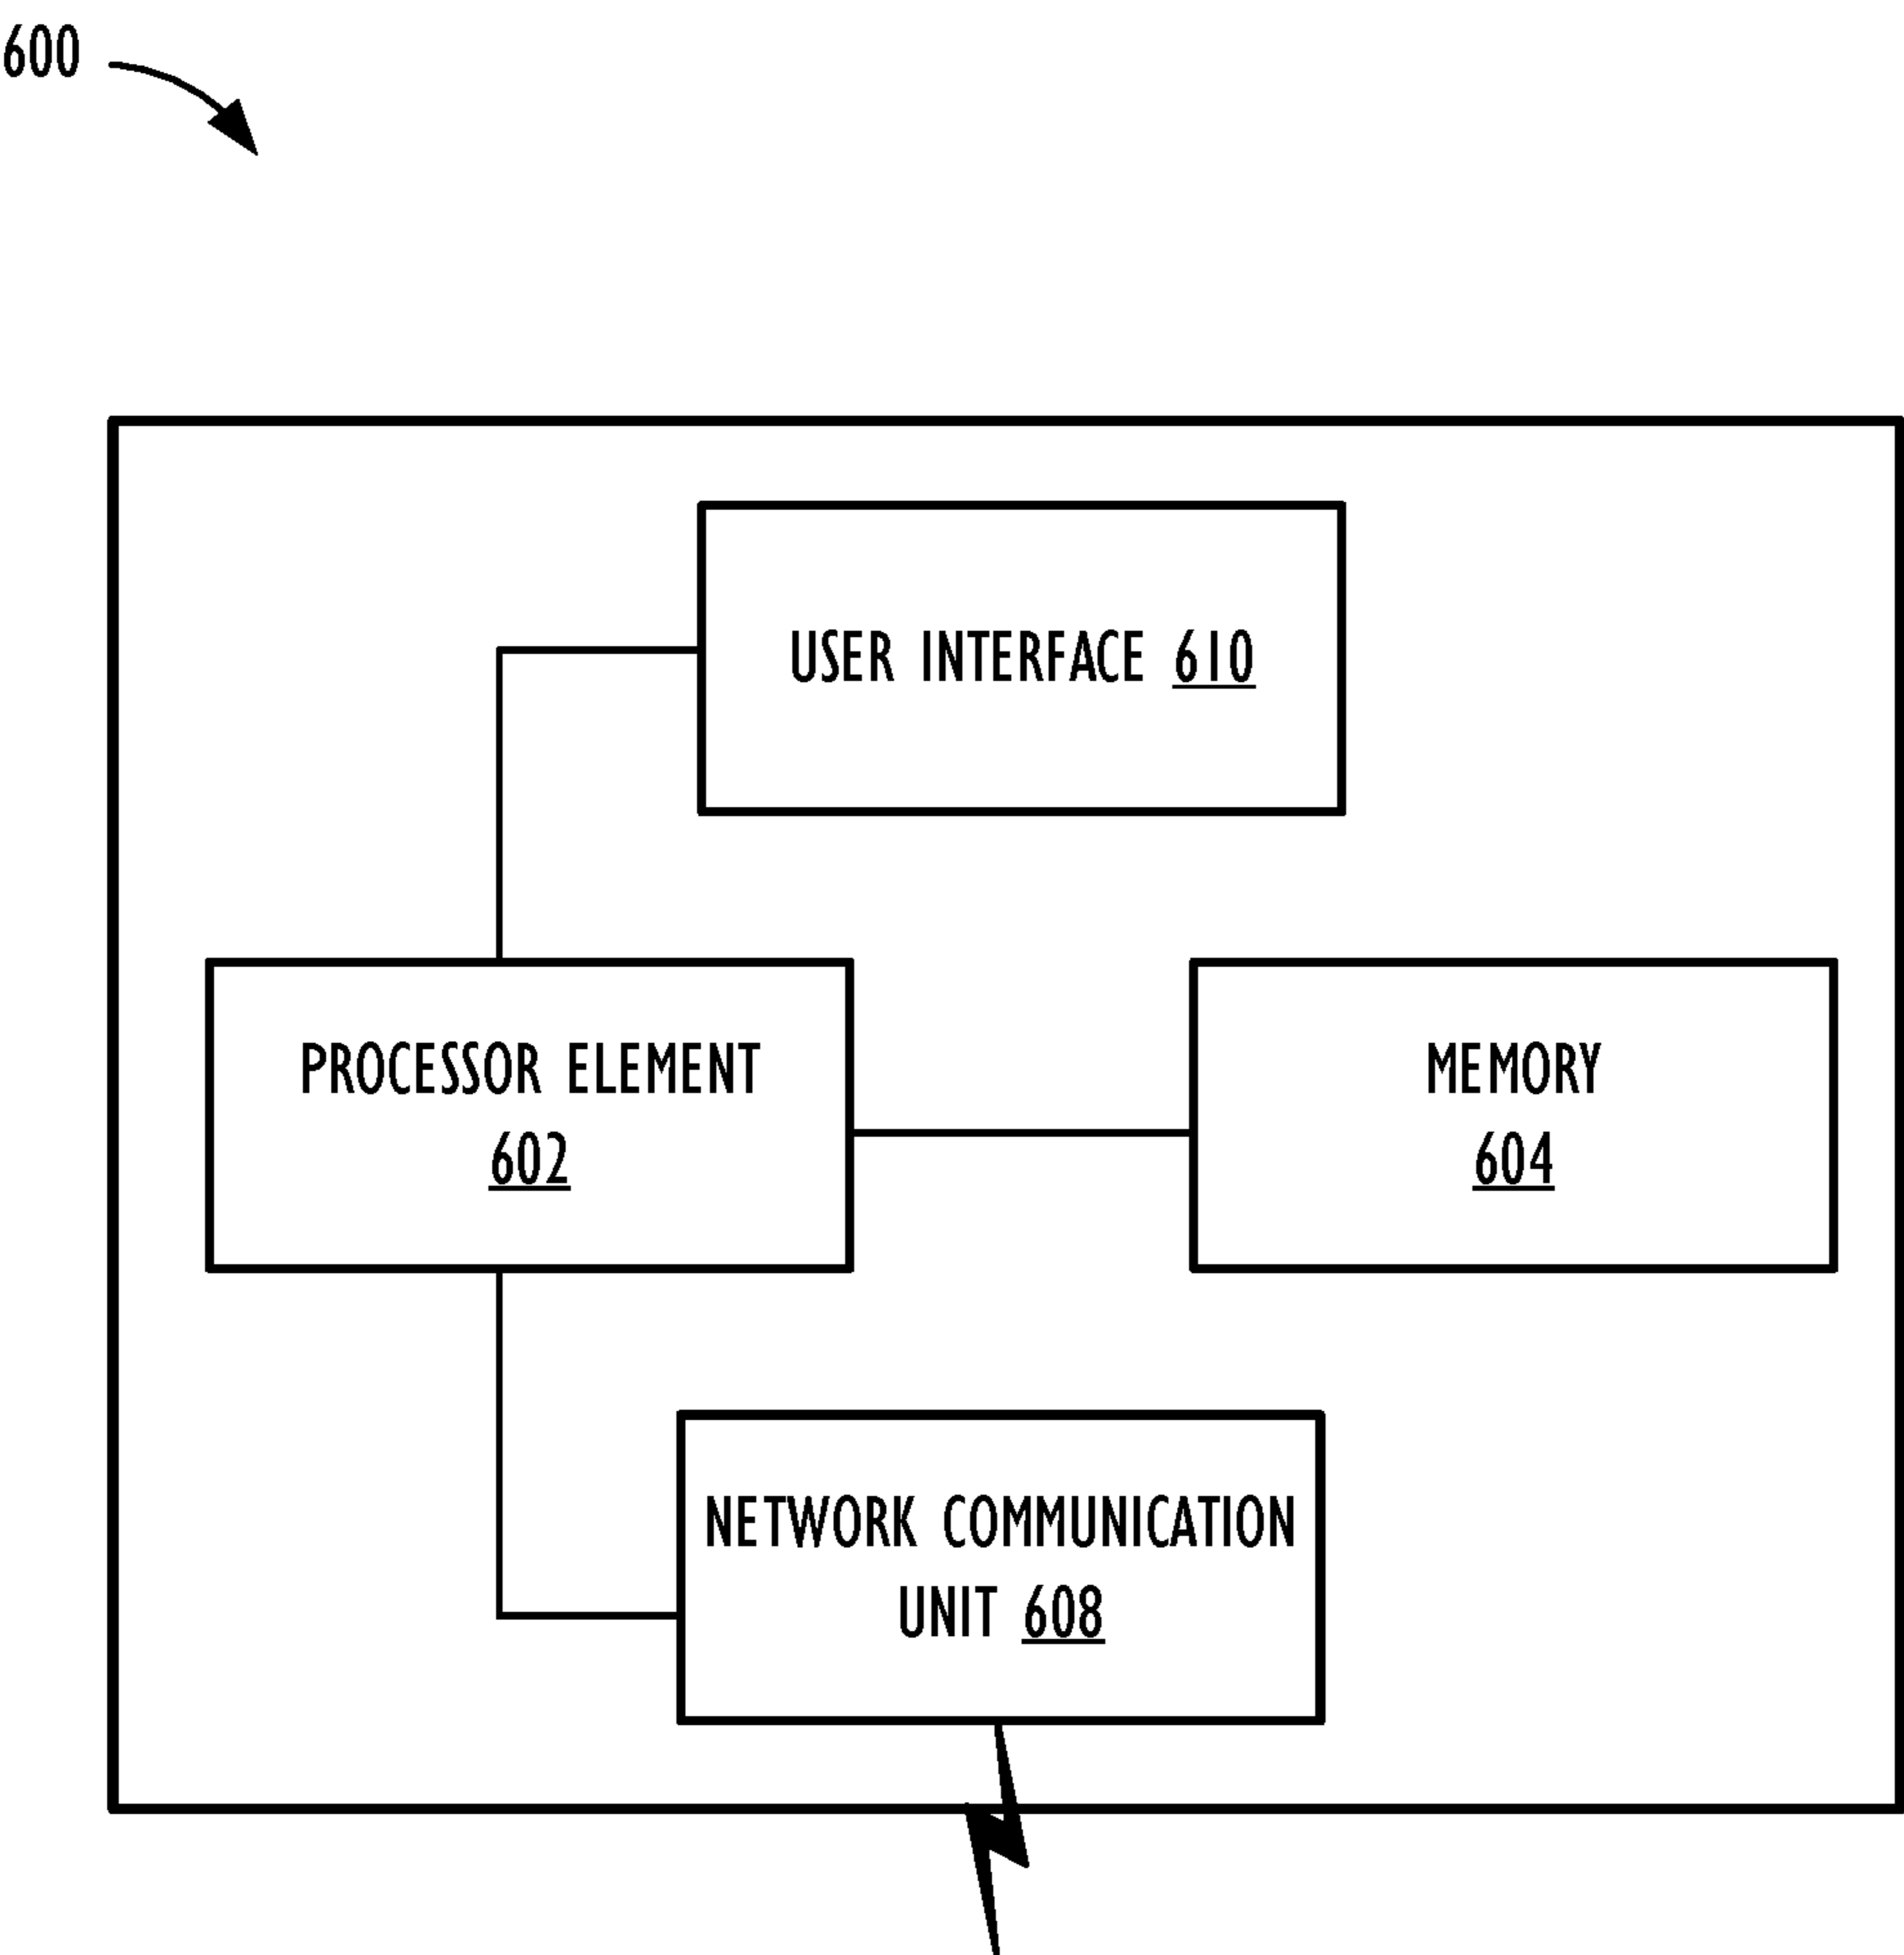 600
USER INTERFACE 610
PROCESSOR ELEMENT
602
MEMORY
604
NETWORK COMMUNICATION
UNIT 608